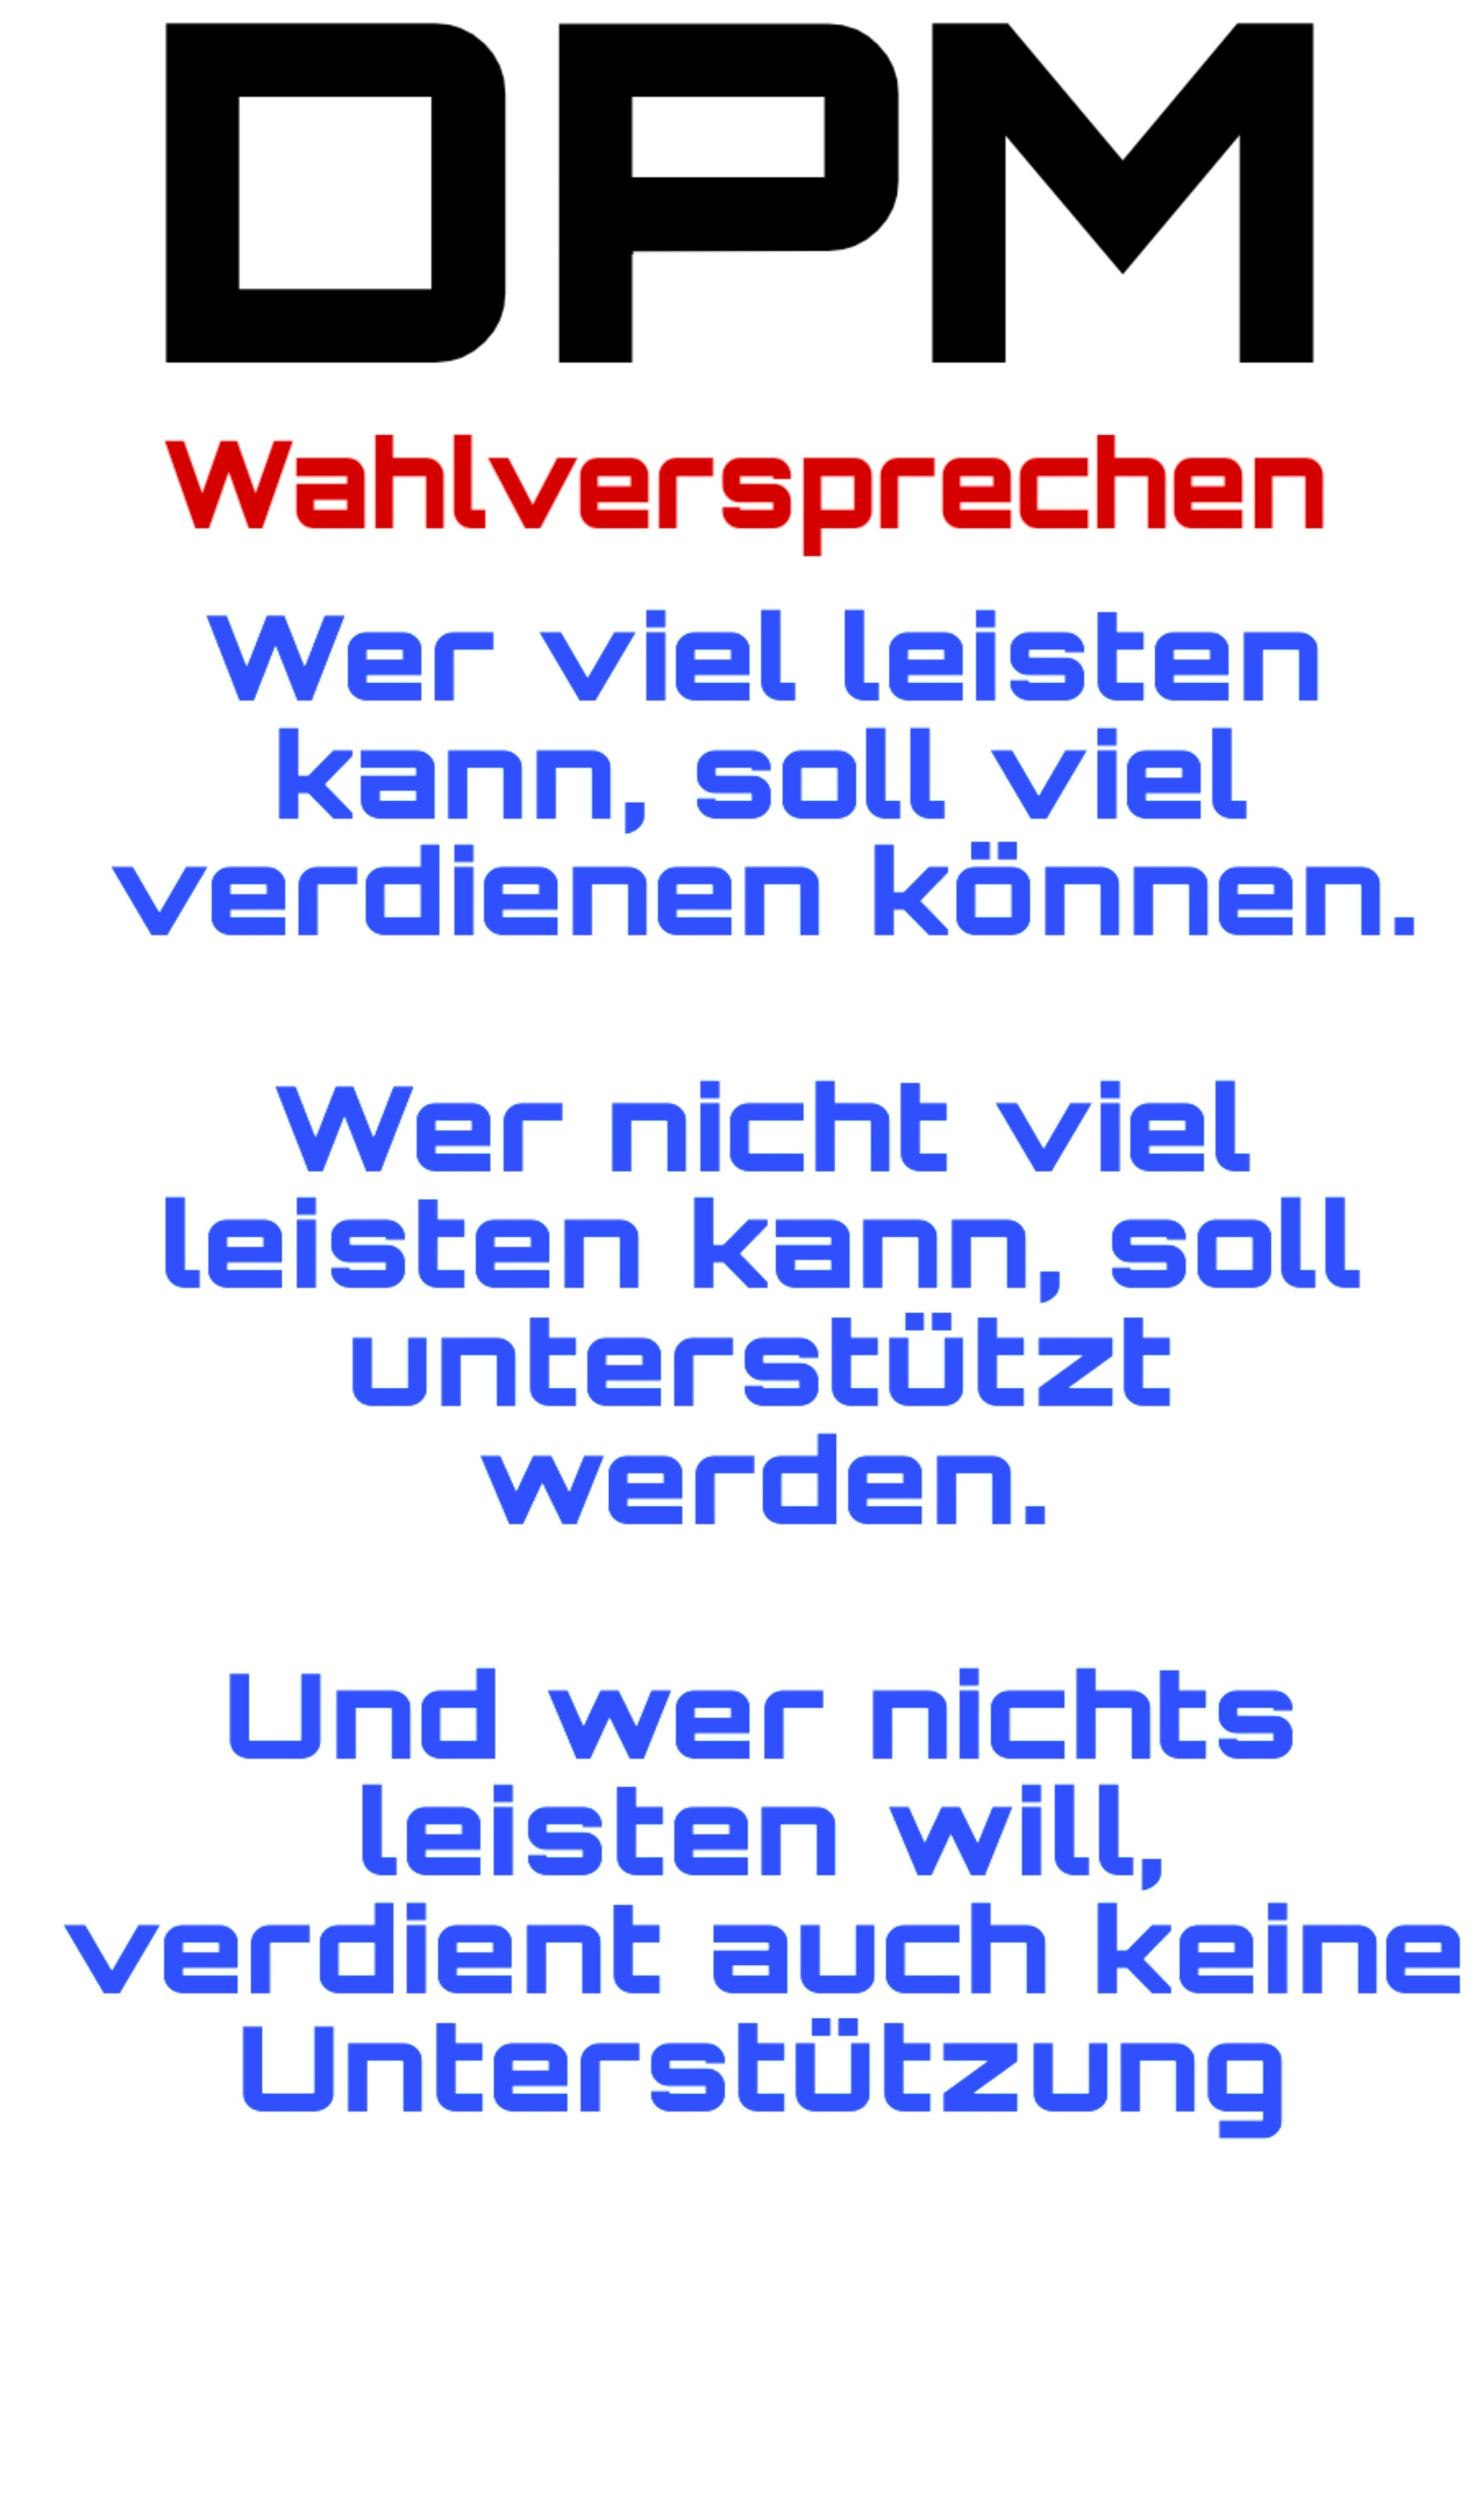 DPM
Wahlversprechen
Wer viel leisten
kann, soll viel
verdienen können.
Wer nicht viel
leisten kann, soll
unterstützt
werden.
Und wer nichts
leisten will,
verdient auch keine
Unterstützung